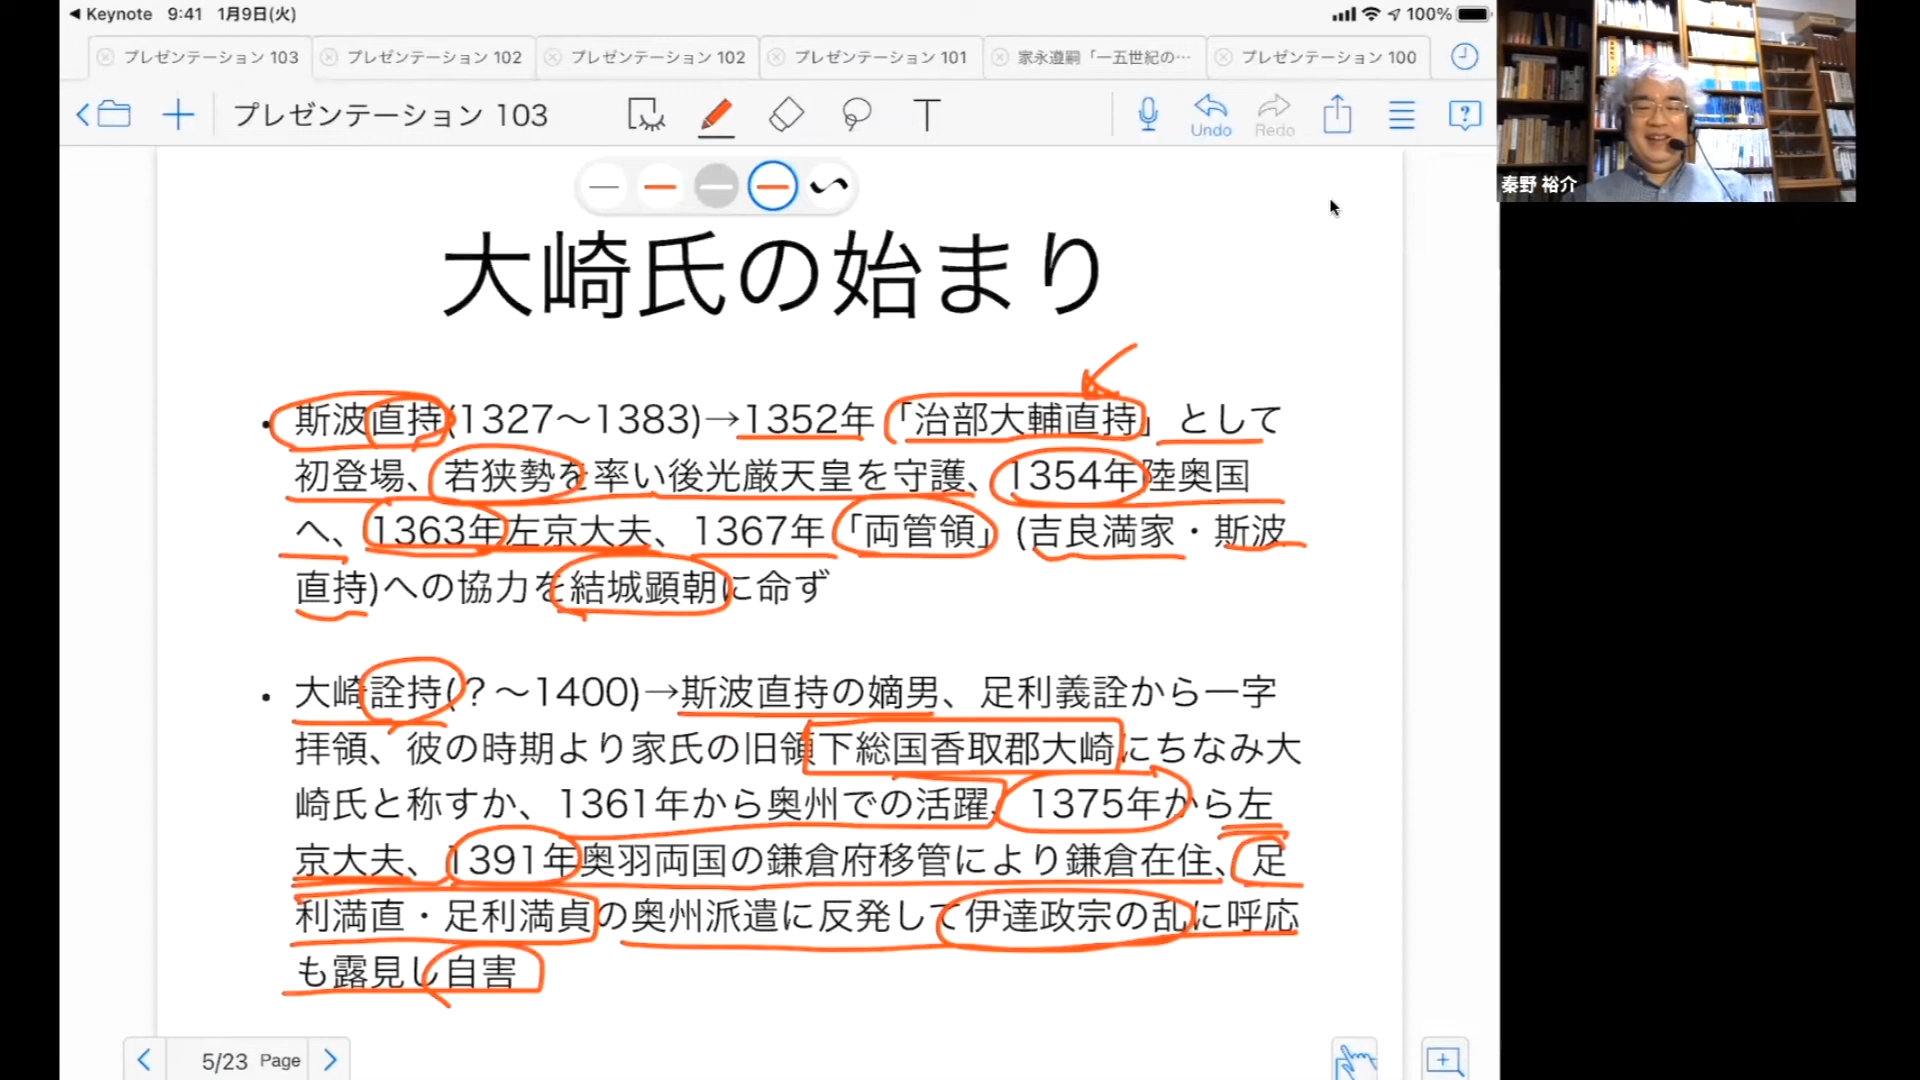 Keynote 9:41 1月9日(火) 100%
プレゼンテーション 103 プレゼンテーション 102 プレゼンテーション 102 プレゼンテーション 101 家永遵嗣「一五世紀の… プレゼンテーション 100
プレゼンテーション 103 T Undo Redo
秦野 裕介
大崎氏の始まり
・斯波直持(1327〜1383)→1352年「治部大輔直持」として
初登場、若狭勢を率い後光厳天皇を守護、1354年陸奥国
へ、1363年左京大夫、1367年「両管領」(吉良満家・斯波
直持)への協力を結城顕朝に命ず
・大崎詮持(？〜1400)→斯波直持の嫡男、足利義詮から一字
拝領、彼の時期より家氏の旧領下総国香取郡大崎にちなみ大
崎氏と称すか、1361年から奥州での活躍、1375年から左
京大夫、1391年奥羽両国の鎌倉府移管により鎌倉在住、足
利満直・足利満貞の奥州派遣に反発して伊達政宗の乱に呼応
も露見し自害
5/23 Page